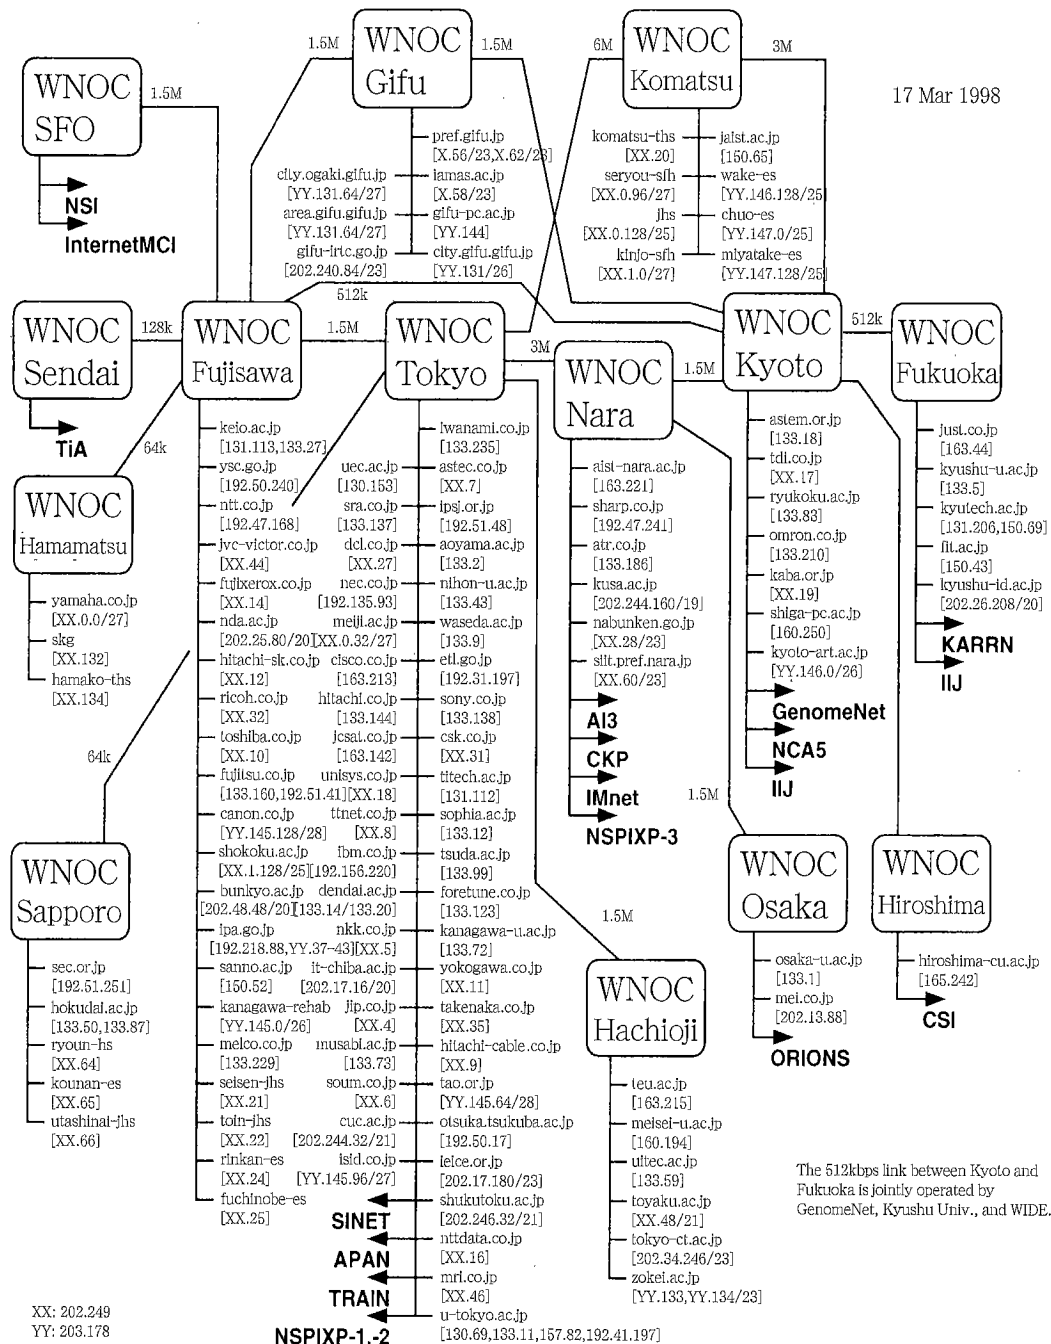 17 Mar 1998
WNOC
SFO
1.5M
NSI
InternetMCI
WNOC
Gifu
1.5M
1.5M
pref.gifu.jp
[X.56/23,X.62/23]
city.ogaki.gifu.jp
[YY.131.64/27]
iamas.ac.jp
[X.58/23]
area.gifu.gifu.jp
[YY.131.64/27]
gifu-pc.ac.jp
[YY.144]
gifu-irtc.go.jp
[202.240.84/23]
city.gifu.gifu.jp
[YY.131/26]
WNOC
Komatsu
6M
3M
komatsu-ths
[XX.20]
jaist.ac.jp
[150.65]
seryou-sfh
[XX.0.96/27]
wake-es
[YY.146.128/25]
jhs
[XX.0.128/25]
chuo-es
[YY.147.0/25]
kinjo-sfh
[XX.1.0/27]
miyatake-es
[YY.147.128/25]
WNOC
Sendai
128k
TiA
WNOC
Fujisawa
512k
1.5M
64k
64k
keio.ac.jp
[131.113,133.27]
ysc.go.jp
[192.50.240]
ntt.co.jp
[192.47.168]
jvc-victor.co.jp
[XX.44]
fujixerox.co.jp
[XX.14]
nda.ac.jp
[202.25.80/20]
hitachi-sk.co.jp
[XX.12]
ricoh.co.jp
[XX.32]
toshiba.co.jp
[XX.10]
fujitsu.co.jp
[133.160,192.51.41]
canon.co.jp
[YY.145.128/28]
shokoku.ac.jp
[XX.1.128/25]
bunkyo.ac.jp
[202.48.48/20]
ipa.go.jp
[192.218.88,YY.37-43]
sanno.ac.jp
[150.52]
kanagawa-rehab
[YY.145.0/26]
melco.co.jp
[133.229]
seisen-jhs
[XX.21]
toin-jhs
[XX.22]
rinkan-es
[XX.24]
fuchinobe-es
[XX.25]
WNOC
Tokyo
3M
1.5M
uec.ac.jp
[130.153]
sra.co.jp
[133.137]
dcl.co.jp
[XX.27]
nec.co.jp
[192.135.93]
meiji.ac.jp
[XX.0.32/27]
cisco.co.jp
[163.213]
hitachi.co.jp
[133.144]
jcsat.co.jp
[163.142]
unisys.co.jp
[XX.18]
ttnet.co.jp
[XX.8]
ibm.co.jp
[192.156.220]
dendai.ac.jp
[133.14/133.20]
nkk.co.jp
[XX.5]
it-chiba.ac.jp
[202.17.16/20]
jip.co.jp
[XX.4]
musabi.ac.jp
[133.73]
soum.co.jp
[XX.6]
cuc.ac.jp
[202.244.32/21]
isid.co.jp
[YY.145.96/27]
SINET
APAN
TRAIN
NSPIXP-1,-2
iwanami.co.jp
[133.235]
astec.co.jp
[XX.7]
ipsj.or.jp
[192.51.48]
aoyama.ac.jp
[133.2]
nihon-u.ac.jp
[133.43]
waseda.ac.jp
[133.9]
etl.go.jp
[192.31.197]
sony.co.jp
[133.138]
csk.co.jp
[XX.31]
titech.ac.jp
[131.112]
sophia.ac.jp
[133.12]
tsuda.ac.jp
[133.99]
foretune.co.jp
[133.123]
kanagawa-u.ac.jp
[133.72]
yokogawa.co.jp
[XX.11]
takenaka.co.jp
[XX.35]
hitachi-cable.co.jp
[XX.9]
tao.or.jp
[YY.145.64/28]
otsuka.tsukuba.ac.jp
[192.50.17]
ieice.or.jp
[202.17.180/23]
shukutoku.ac.jp
[202.246.32/21]
nttdata.co.jp
[XX.16]
mri.co.jp
[XX.46]
u-tokyo.ac.jp
[130.69,133.11,157.82,192.41.197]
WNOC
Nara
1.5M
1.5M
aist-nara.ac.jp
[163.221]
sharp.co.jp
[192.47.241]
atr.co.jp
[133.186]
kusa.ac.jp
[202.244.160/19]
nabunken.go.jp
[XX.28/23]
slit.pref.nara.jp
[XX.60/23]
AI3
CKP
IMnet
NSPIXP-3
WNOC
Kyoto
512k
astem.or.jp
[133.18]
tdi.co.jp
[XX.17]
ryukoku.ac.jp
[133.83]
omron.co.jp
[133.210]
kaba.or.jp
[XX.19]
shiga-pc.ac.jp
[160.250]
kyoto-art.ac.jp
[YY.146.0/26]
GenomeNet
NCA5
IIJ
WNOC
Fukuoka
just.co.jp
[163.44]
kyushu-u.ac.jp
[133.5]
kyutech.ac.jp
[131.206,150.69]
fit.ac.jp
[150.43]
kyushu-id.ac.jp
[202.26.208/20]
KARRN
IIJ
WNOC
Hamamatsu
yamaha.co.jp
[XX.0.0/27]
skg
[XX.132]
hamako-ths
[XX.134]
WNOC
Sapporo
sec.or.jp
[192.51.251]
hokudai.ac.jp
[133.50,133.87]
ryoun-hs
[XX.64]
kounan-es
[XX.65]
utashinai-jhs
[XX.66]
WNOC
Hachioji
teu.ac.jp
[163.215]
meisei-u.ac.jp
[160.194]
uitec.ac.jp
[133.59]
toyaku.ac.jp
[XX.48/21]
tokyo-ct.ac.jp
[202.34.246/23]
zokei.ac.jp
[YY.133,YY.134/23]
WNOC
Osaka
osaka-u.ac.jp
[133.1]
mei.co.jp
[202.13.88]
ORIONS
WNOC
Hiroshima
hiroshima-cu.ac.jp
[165.242]
CSI
The 512kbps link between Kyoto and
Fukuoka is jointly operated by
GenomeNet, Kyushu Univ., and WIDE.
XX: 202.249
YY: 203.178